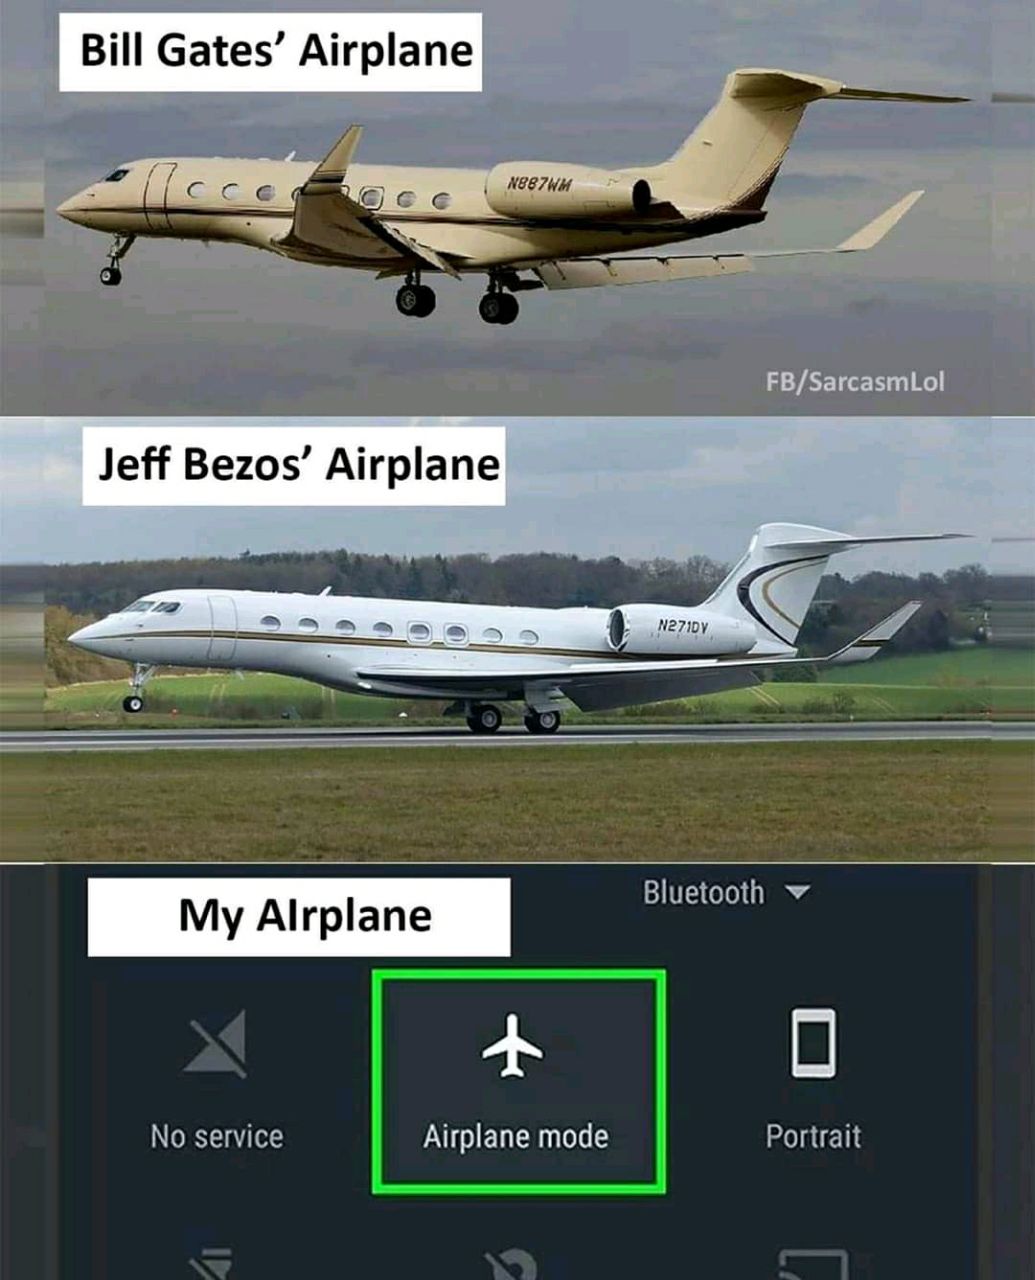 Bill Gates’ Airplane
N887WM
FB/SarcasmLol
Jeff Bezos’ Airplane
N271DV
My AIrplane
Bluetooth
No service
Airplane mode
Portrait